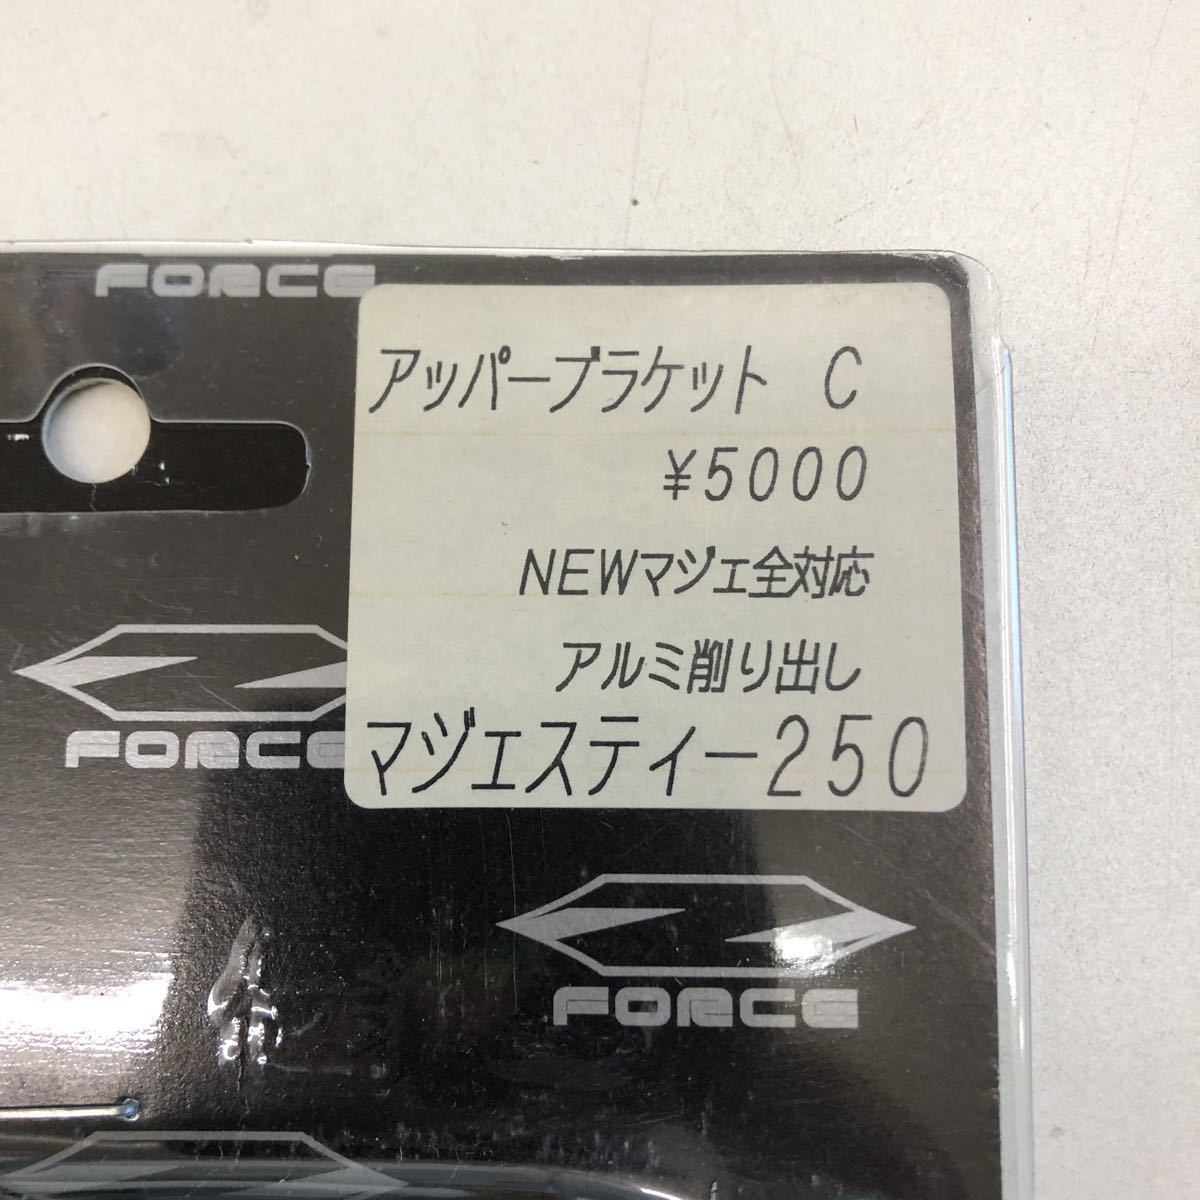 FORCE
アッパーブラケット C
¥5000
NEWマジェ全対応
アルミ削り出し
マジェスティー250
FORCE
FORCE